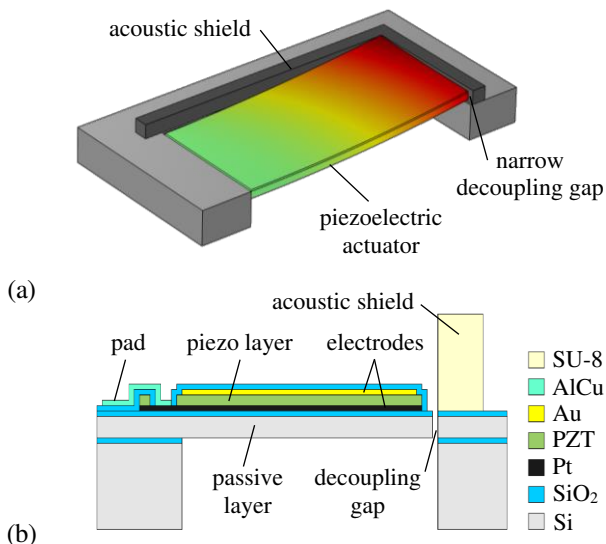 acoustic shield
narrow
decoupling gap
piezoelectric
actuator
(a)
acoustic shield
pad
piezo layer
electrodes
SU-8
AlCu
Au
PZT
Pt
SiO₂
Si
passive
layer
decoupling
gap
(b)